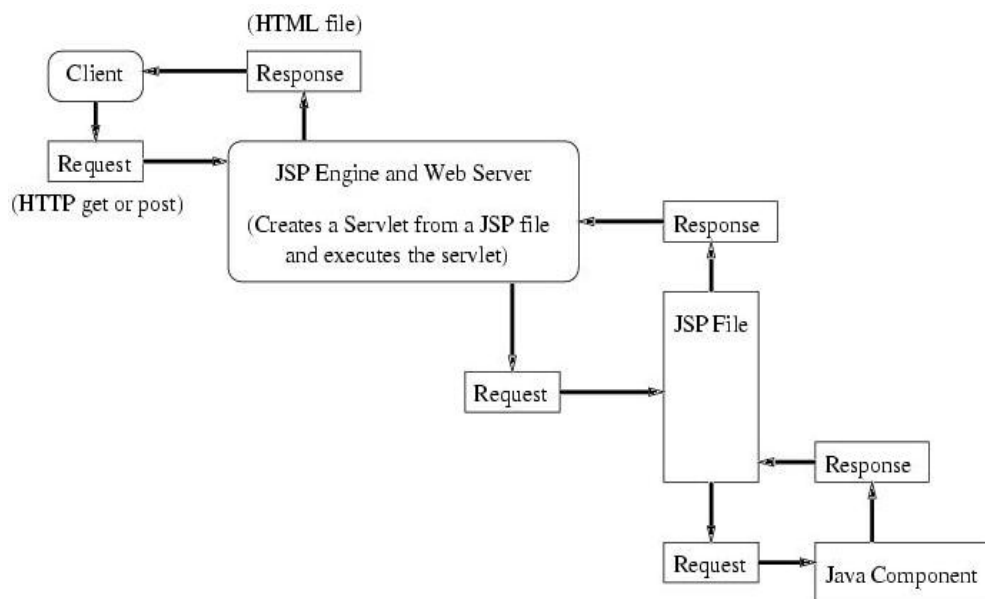 (HTML file)
Client
Response
Request
(HTTP get or post)
JSP Engine and Web Server
(Creates a Servlet from a JSP file
and executes the servlet)
Response
JSP File
Request
Response
Request
Java Component